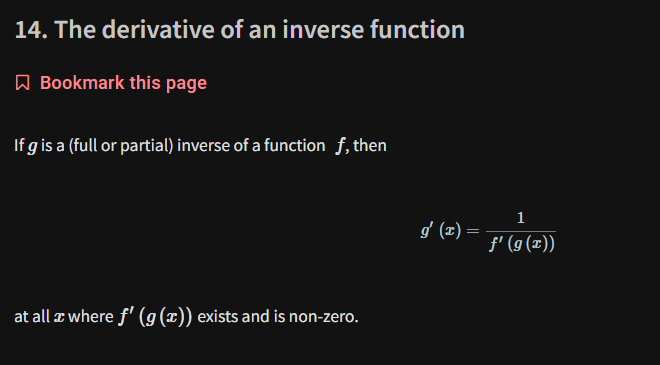 14. The derivative of an inverse function
Bookmark this page
If g is a (full or partial) inverse of a function f, then
g′ (x) = 1 / f′ (g (x))
at all x where f′ (g (x)) exists and is non-zero.